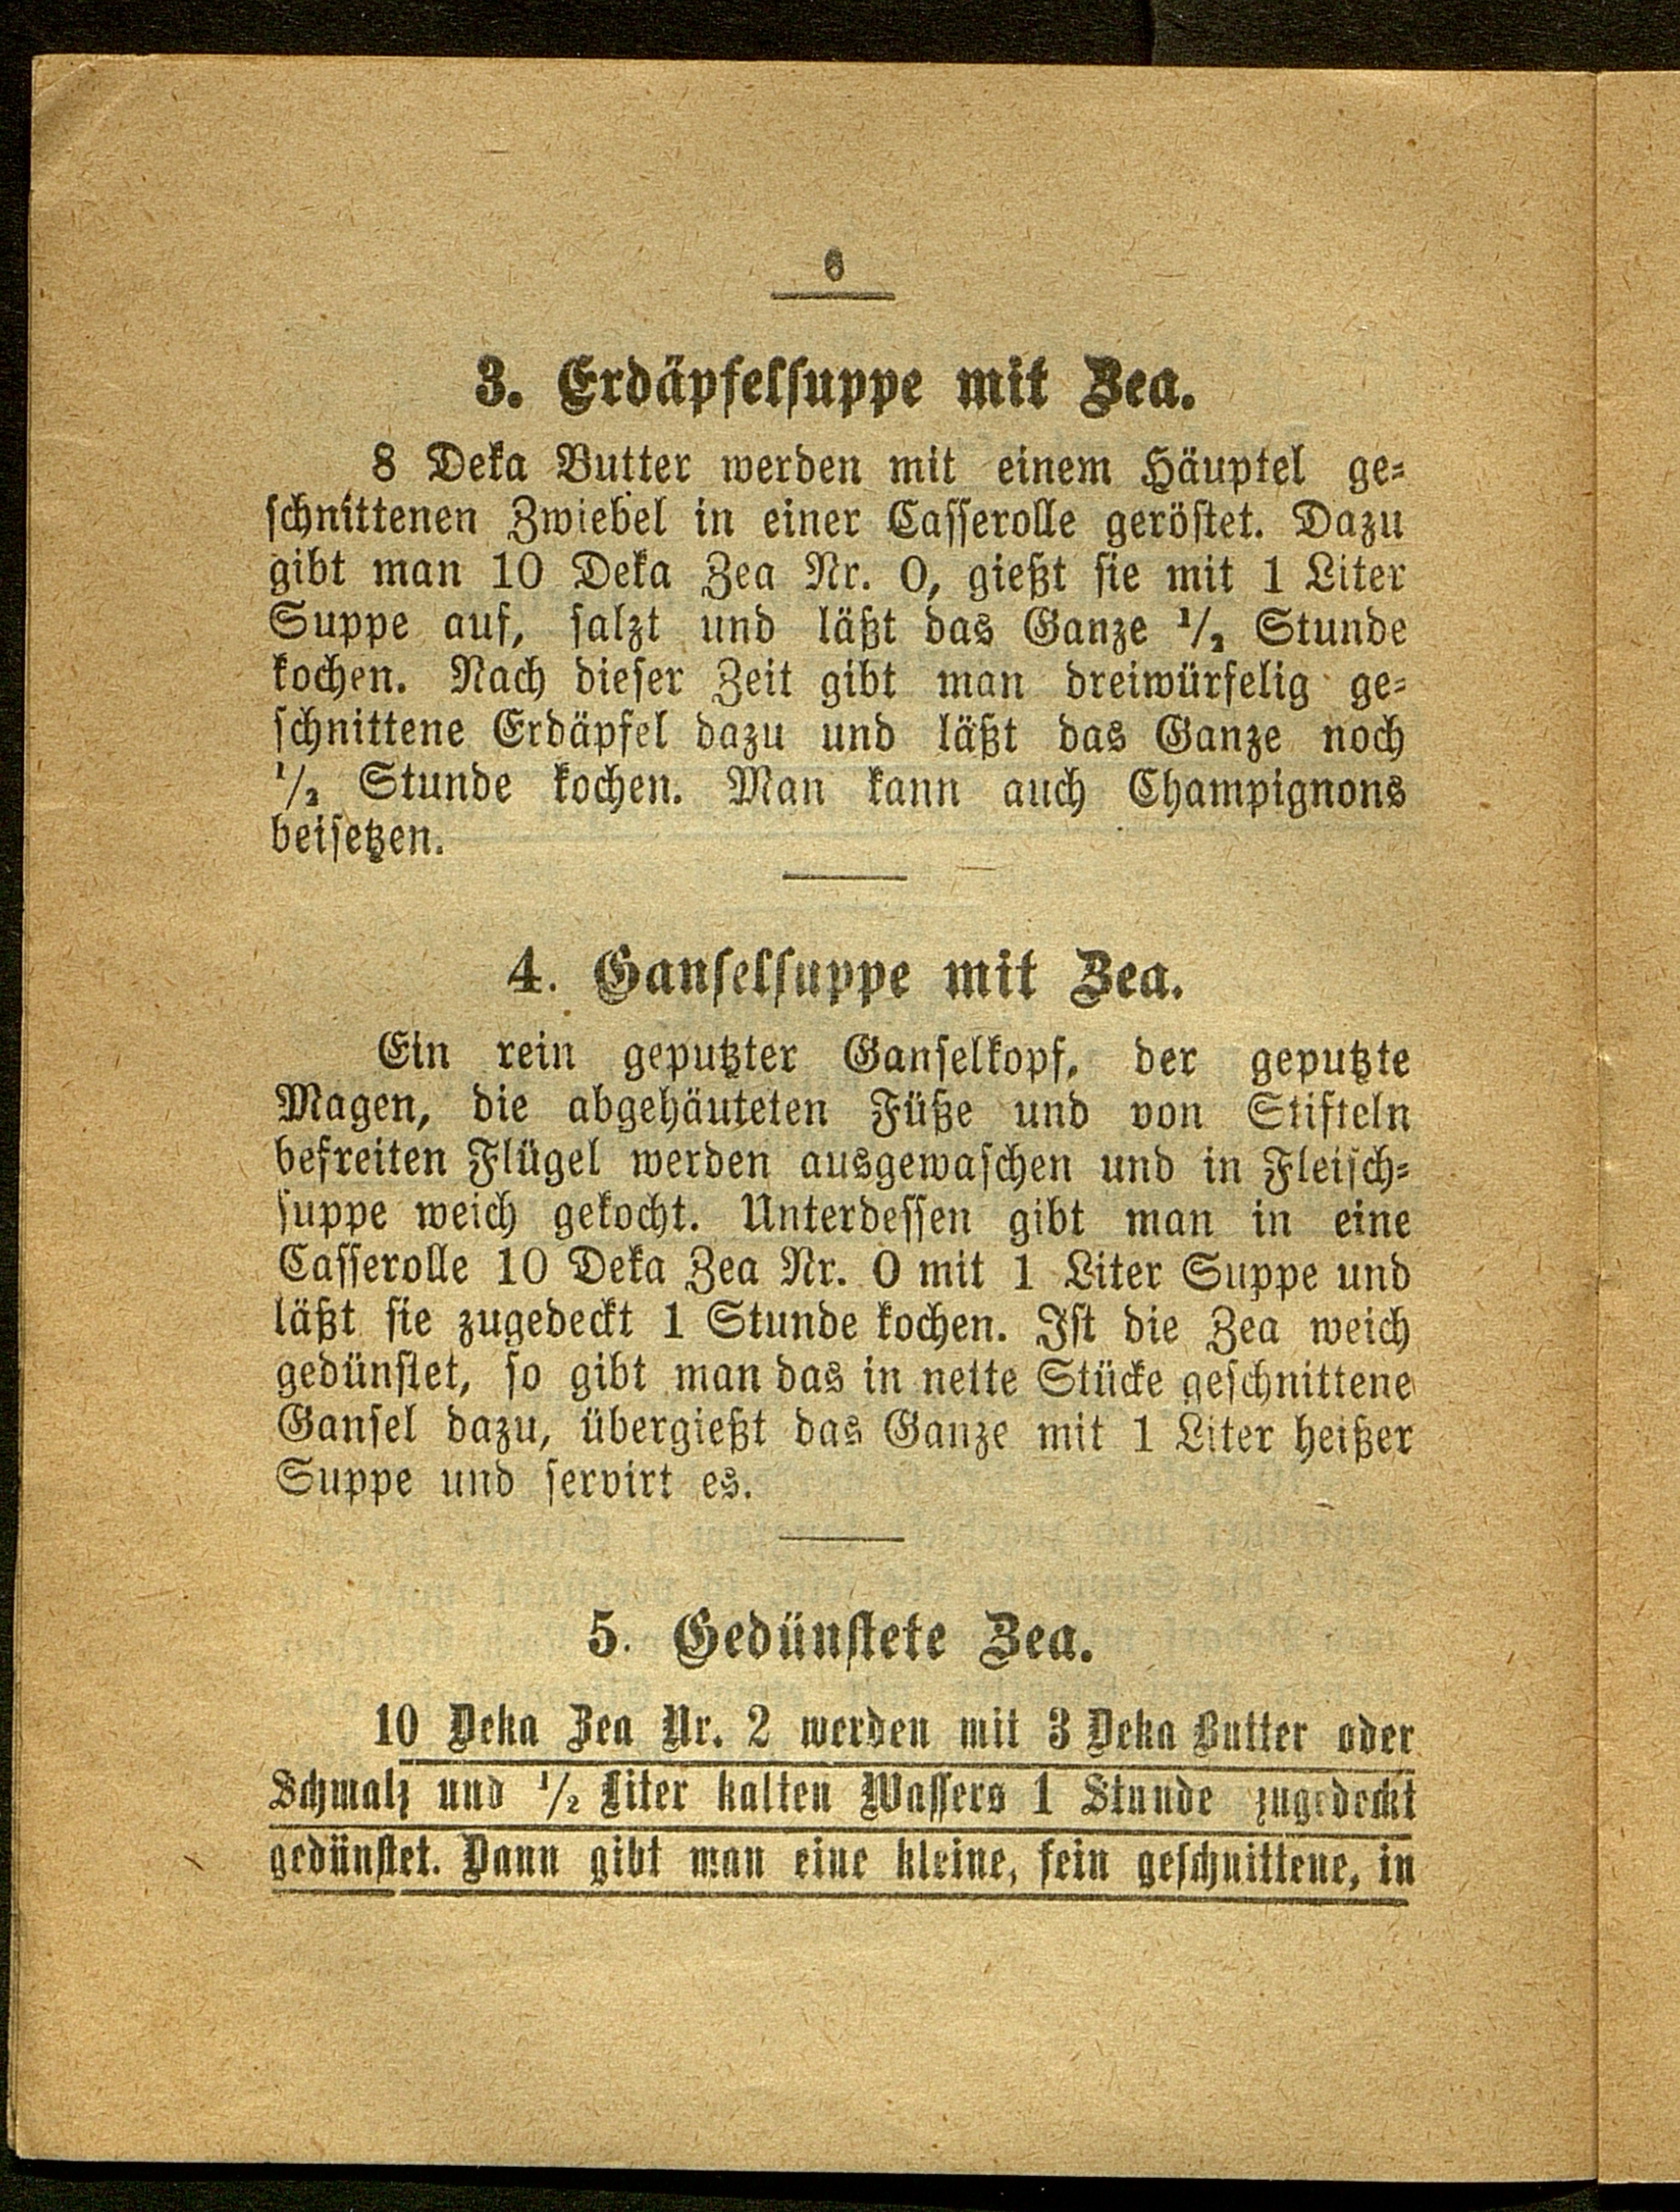 6
3. Erdäpfelsuppe mit Zea.
8 Deka Butter werden mit einem Häuptel ge-
schnittenen Zwiebel in einer Casserolle geröstet. Dazu
gibt man 10 Deka Zea Nr. 0, gießt sie mit 1 Liter
Suppe auf, salzt und läßt das Ganze 1/2 Stunde
kochen. Nach dieser Zeit gibt man dreiwürfelig ge-
schnittene Erdäpfel dazu und läßt das Ganze noch
1/2 Stunde kochen. Man kann auch Champignons
beisetzen.
4. Ganselsuppe mit Zea.
Ein rein geputzter Ganselkopf, der geputzte
Magen, die abgehäuteten Füße und von Stifteln
befreiten Flügel werden ausgewaschen und in Fleisch-
suppe weich gekocht. Unterdessen gibt man in eine
Casserolle 10 Deka Zea Nr. 0 mit 1 Liter Suppe und
läßt sie zugedeckt 1 Stunde kochen. Ist die Zea weich
gedünstet, so gibt man das in nette Stücke geschnittene
Gansel dazu, übergießt das Ganze mit 1 Liter heißer
Suppe und servirt es.
5. Gedünstete Zea.
10 Deka Zea Nr. 2 werden mit 3 Deka Butter oder
Schmalz und 1/2 Liter kalten Wassers 1 Stunde zugedeckt
gedünstet. Dann gibt man eine kleine, fein geschnittene, in